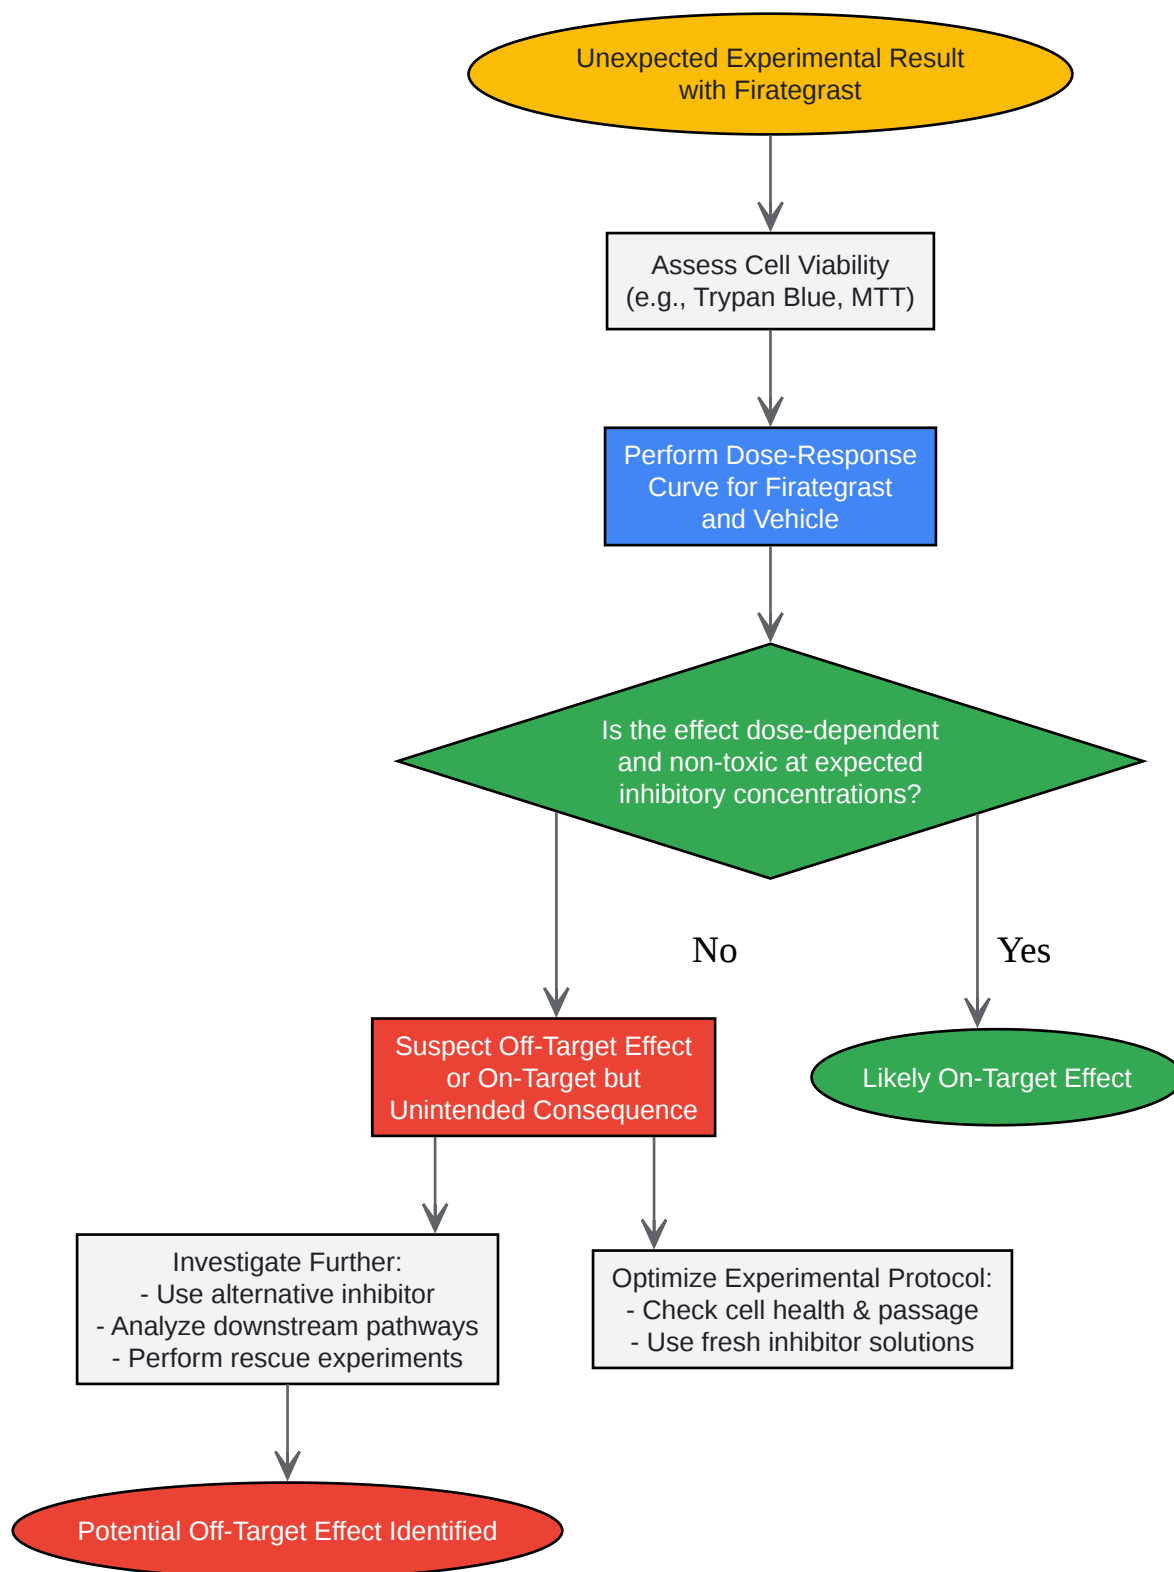 Unexpected Experimental Result
with Firategrast
Assess Cell Viability
(e.g., Trypan Blue, MTT)
Perform Dose-Response
Curve for Firategrast
and Vehicle
Is the effect dose-dependent
and non-toxic at expected
inhibitory concentrations?
No
Yes
Suspect Off-Target Effect
or On-Target but
Unintended Consequence
Likely On-Target Effect
Investigate Further:
- Use alternative inhibitor
- Analyze downstream pathways
- Perform rescue experiments
Optimize Experimental Protocol:
- Check cell health & passage
- Use fresh inhibitor solutions
Potential Off-Target Effect Identified